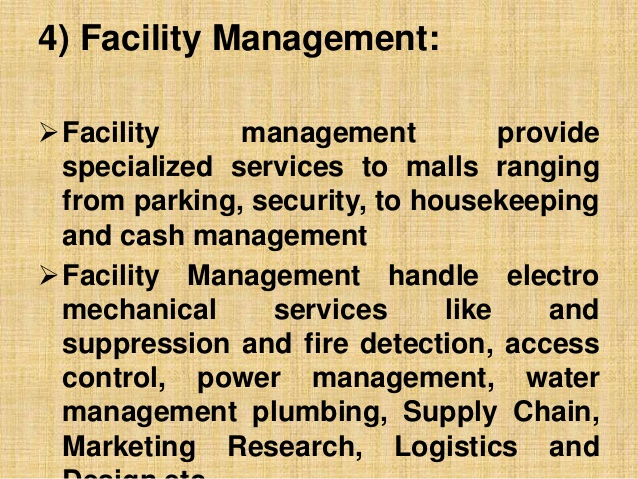 4) Facility Management:
➢Facility management provide
specialized services to malls ranging
from parking, security, to housekeeping
and cash management
➢Facility Management handle electro
mechanical services like and
suppression and fire detection, access
control, power management, water
management plumbing, Supply Chain,
Marketing Research, Logistics and
Design etc